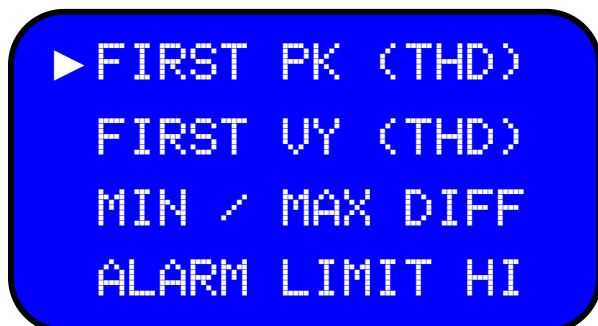 ►FIRST PK (THD)
FIRST VY (THD)
MIN / MAX DIFF
ALARM LIMIT HI